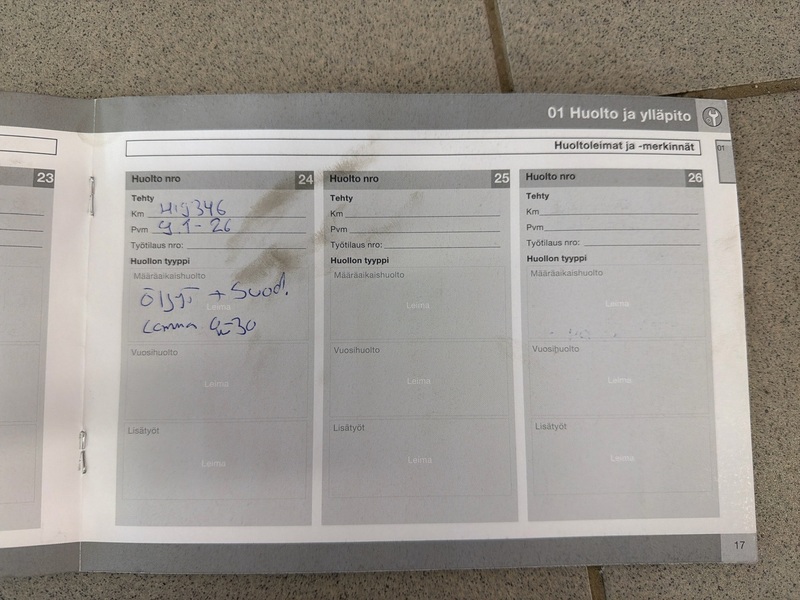 01 Huolto ja ylläpito
Huoltoleimat ja -merkinnät
01
23
Huolto nro 24
Tehty
Km 419346
Pvm 9.1-26
Työtilaus nro:
Huollon tyyppi
Määräaikaishuolto
Leima
Öljyt + Suod.
Comma 0w-30
Vuosihuolto
Leima
Lisätyöt
Leima
Huolto nro 25
Tehty
Km
Pvm
Työtilaus nro:
Huollon tyyppi
Määräaikaishuolto
Leima
Vuosihuolto
Leima
Lisätyöt
Leima
Huolto nro 26
Tehty
Km
Pvm
Työtilaus nro:
Huollon tyyppi
Määräaikaishuolto
Leima
Vuosihuolto
Leima
Lisätyöt
Leima
17